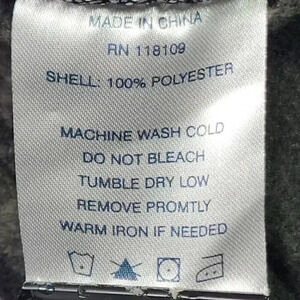 MADE IN CHINA
RN 118109
SHELL: 100% POLYESTER
MACHINE WASH COLD
DO NOT BLEACH
TUMBLE DRY LOW
REMOVE PROMTLY
WARM IRON IF NEEDED